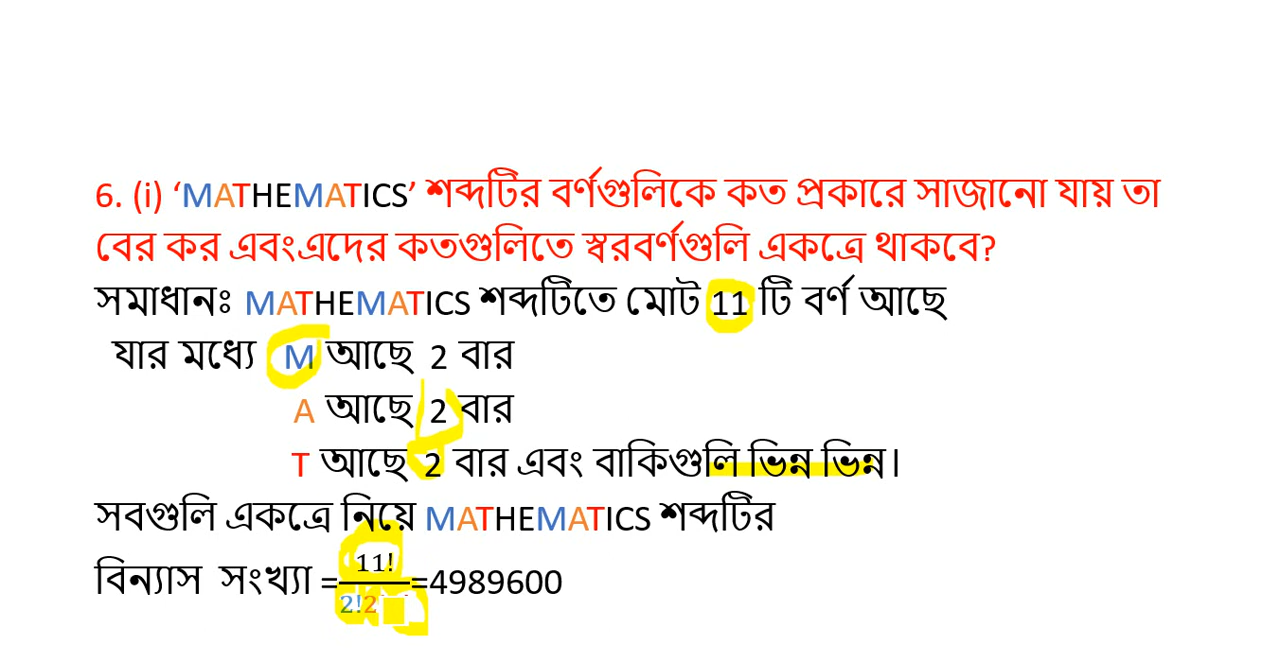 6. (i) ‘MATHEMATICS’ শব্দটির বর্ণগুলিকে কত প্রকারে সাজানো যায় তা
বের কর এবংএদের কতগুলিতে স্বরবর্ণগুলি একত্রে থাকবে?
সমাধানঃ MATHEMATICS শব্দটিতে মোট 11 টি বর্ণ আছে
যার মধ্যে M আছে 2 বার
A আছে 2 বার
T আছে 2 বার এবং বাকিগুলি ভিন্ন ভিন্ন।
সবগুলি একত্রে নিয়ে MATHEMATICS শব্দটির
বিন্যাস সংখ্যা = 11! / 2!2 =4989600